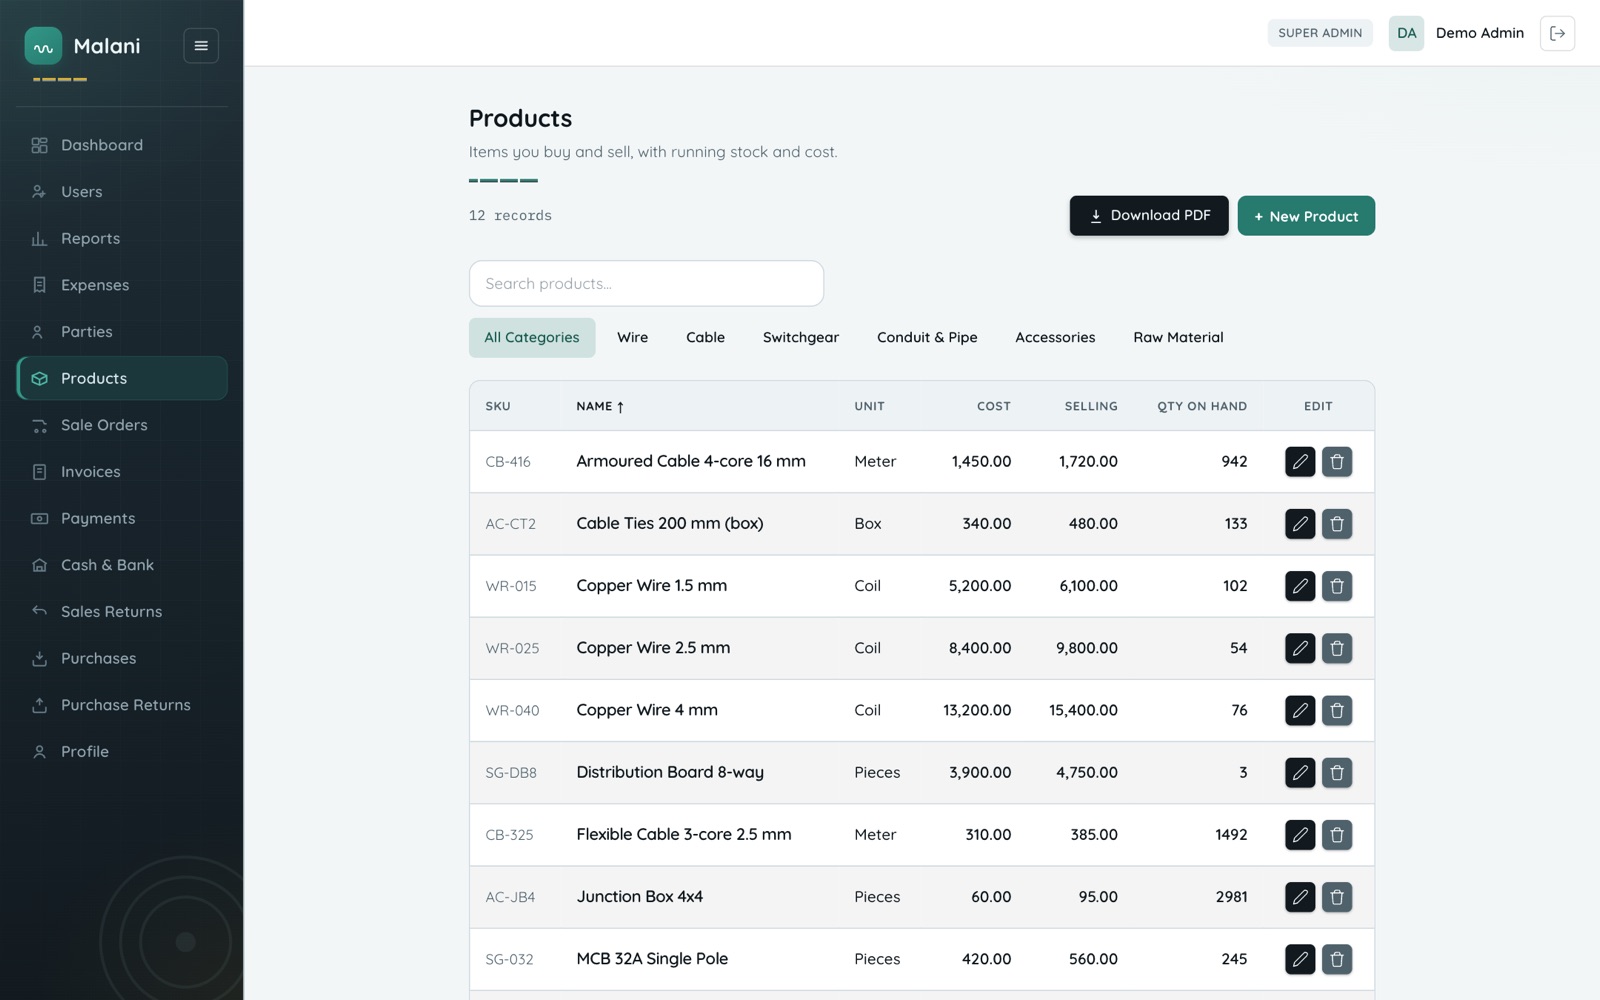 Malani
SUPER ADMIN
DA
Demo Admin
Dashboard
Users
Reports
Expenses
Parties
Products
Sale Orders
Invoices
Payments
Cash & Bank
Sales Returns
Purchases
Purchase Returns
Profile
Products
Items you buy and sell, with running stock and cost.
12 records
Download PDF
+ New Product
Search products...
All Categories Wire Cable Switchgear Conduit & Pipe Accessories Raw Material
SKU NAME ↑ UNIT COST SELLING QTY ON HAND EDIT
CB-416 Armoured Cable 4-core 16 mm Meter 1,450.00 1,720.00 942
AC-CT2 Cable Ties 200 mm (box) Box 340.00 480.00 133
WR-015 Copper Wire 1.5 mm Coil 5,200.00 6,100.00 102
WR-025 Copper Wire 2.5 mm Coil 8,400.00 9,800.00 54
WR-040 Copper Wire 4 mm Coil 13,200.00 15,400.00 76
SG-DB8 Distribution Board 8-way Pieces 3,900.00 4,750.00 3
CB-325 Flexible Cable 3-core 2.5 mm Meter 310.00 385.00 1492
AC-JB4 Junction Box 4x4 Pieces 60.00 95.00 2981
SG-032 MCB 32A Single Pole Pieces 420.00 560.00 245